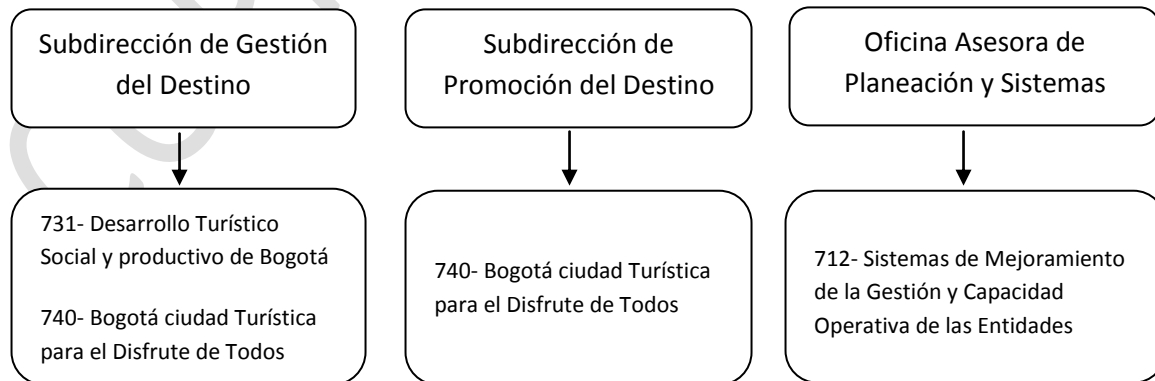 Subdirección de Gestión
del Destino
Subdirección de
Promoción del Destino
Oficina Asesora de
Planeación y Sistemas
731- Desarrollo Turístico
Social y productivo de Bogotá
740- Bogotá ciudad Turística
para el Disfrute de Todos
740- Bogotá ciudad Turística
para el Disfrute de Todos
712- Sistemas de Mejoramiento
de la Gestión y Capacidad
Operativa de las Entidades